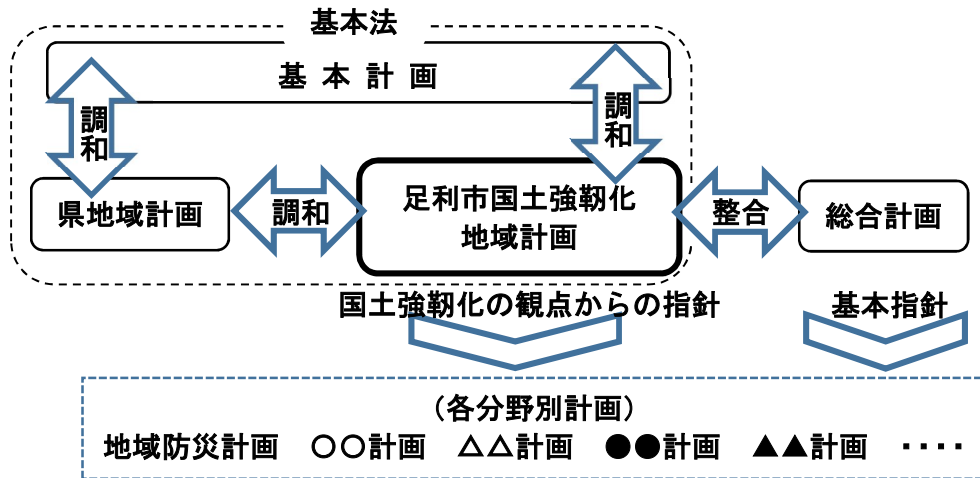 基本法
基 本 計 画
調和
調和
県地域計画
調和
足利市国土強靭化
地域計画
整合
総合計画
国土強靭化の観点からの指針
基本指針
(各分野別計画)
地域防災計画 ○○計画 △△計画 ●●計画 ▲▲計画 ････